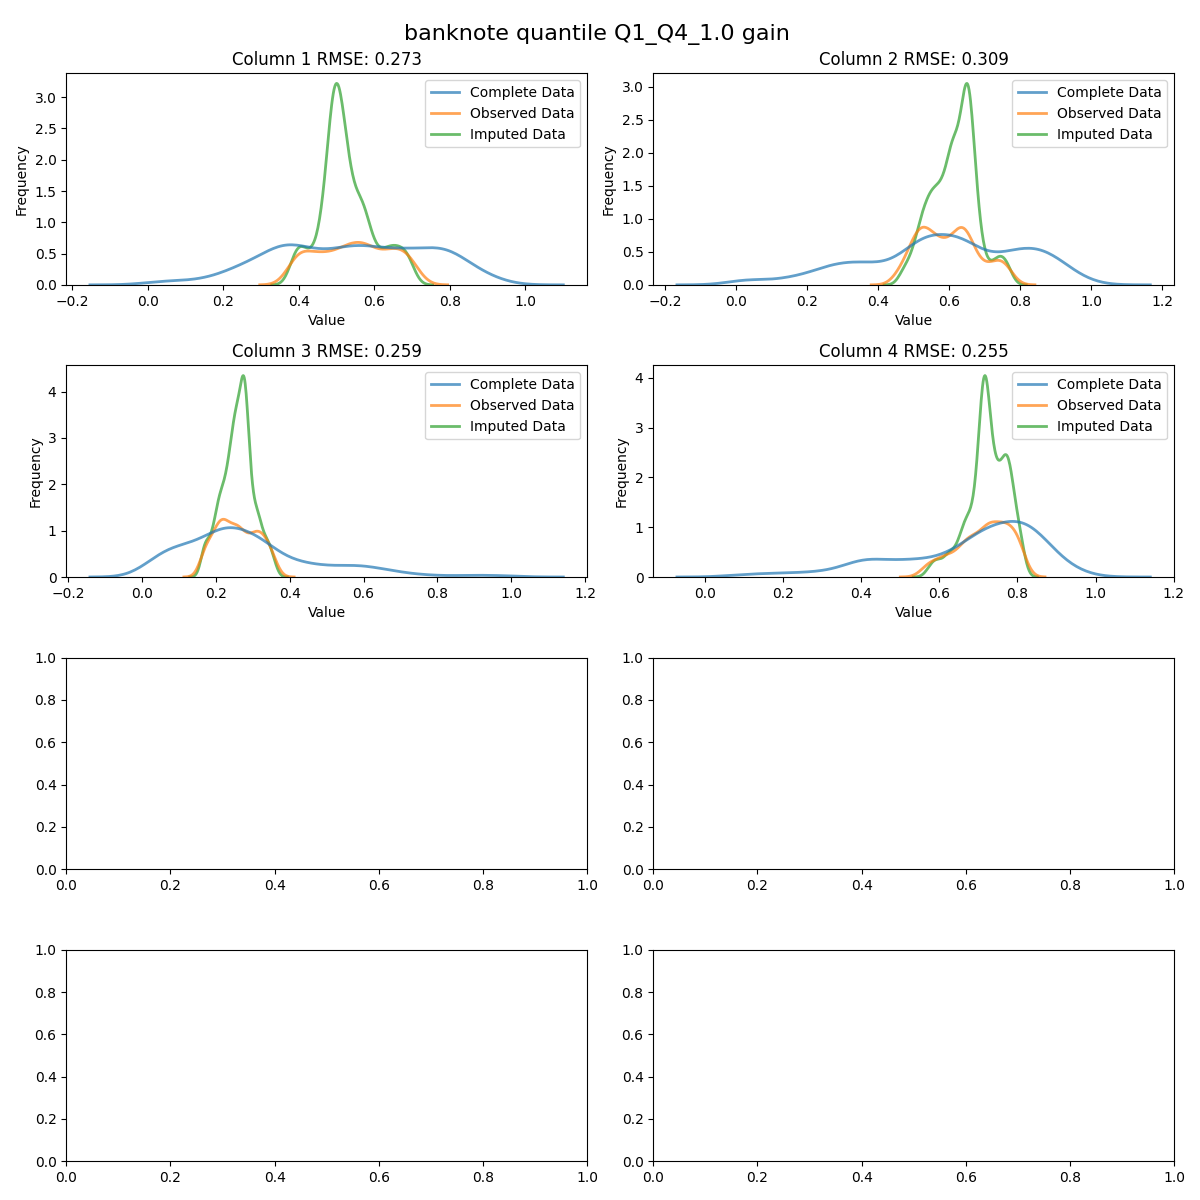 banknote quantile Q1_Q4_1.0 gain
Column 1 RMSE: 0.273
Frequency
3.0
2.5
2.0
1.5
1.0
0.5
0.0
−0.2 0.0 0.2 0.4 0.6 0.8 1.0
Value
Complete Data
Observed Data
Imputed Data
Column 2 RMSE: 0.309
Frequency
3.0
2.5
2.0
1.5
1.0
0.5
0.0
−0.2 0.0 0.2 0.4 0.6 0.8 1.0 1.2
Value
Complete Data
Observed Data
Imputed Data
Column 3 RMSE: 0.259
Frequency
4
3
2
1
0
−0.2 0.0 0.2 0.4 0.6 0.8 1.0 1.2
Value
Complete Data
Observed Data
Imputed Data
Column 4 RMSE: 0.255
Frequency
4
3
2
1
0
0.0 0.2 0.4 0.6 0.8 1.0 1.2
Value
Complete Data
Observed Data
Imputed Data
1.0
0.8
0.6
0.4
0.2
0.0
0.0 0.2 0.4 0.6 0.8 1.0
1.0
0.8
0.6
0.4
0.2
0.0
0.0 0.2 0.4 0.6 0.8 1.0
1.0
0.8
0.6
0.4
0.2
0.0
0.0 0.2 0.4 0.6 0.8 1.0
1.0
0.8
0.6
0.4
0.2
0.0
0.0 0.2 0.4 0.6 0.8 1.0